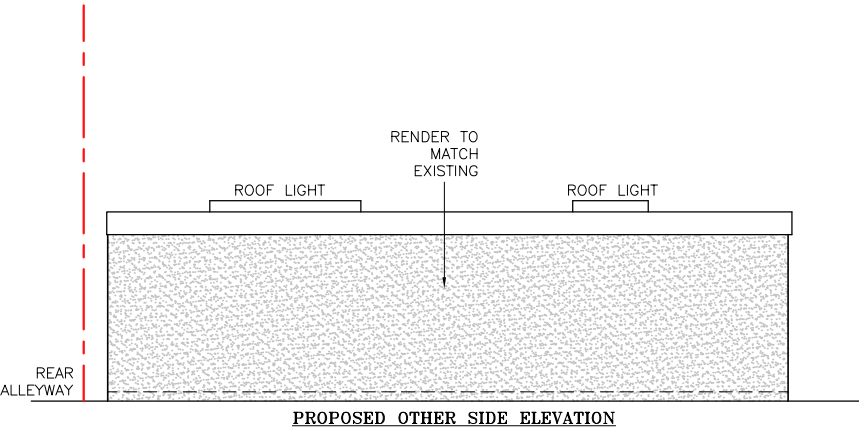 RENDER TO
MATCH
EXISTING
ROOF LIGHT
ROOF LIGHT
REAR
ALLEYWAY
PROPOSED OTHER SIDE ELEVATION